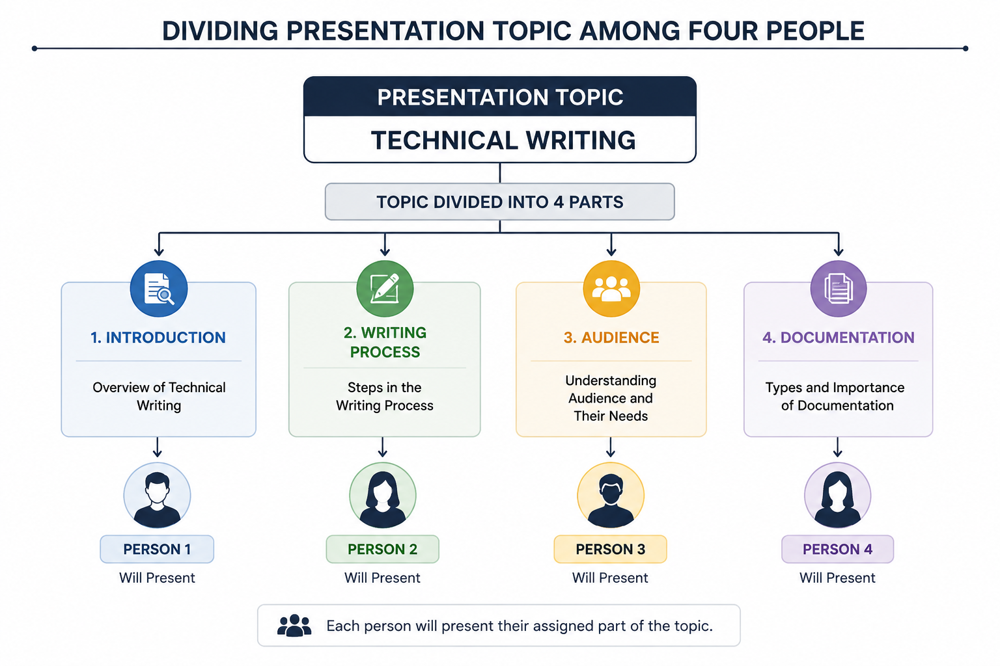 DIVIDING PRESENTATION TOPIC AMONG FOUR PEOPLE
PRESENTATION TOPIC
TECHNICAL WRITING
TOPIC DIVIDED INTO 4 PARTS
1. INTRODUCTION
Overview of Technical
Writing
PERSON 1
Will Present
2. WRITING
PROCESS
Steps in the
Writing Process
PERSON 2
Will Present
3. AUDIENCE
Understanding
Audience and
Their Needs
PERSON 3
Will Present
4. DOCUMENTATION
Types and Importance
of Documentation
PERSON 4
Will Present
Each person will present their assigned part of the topic.